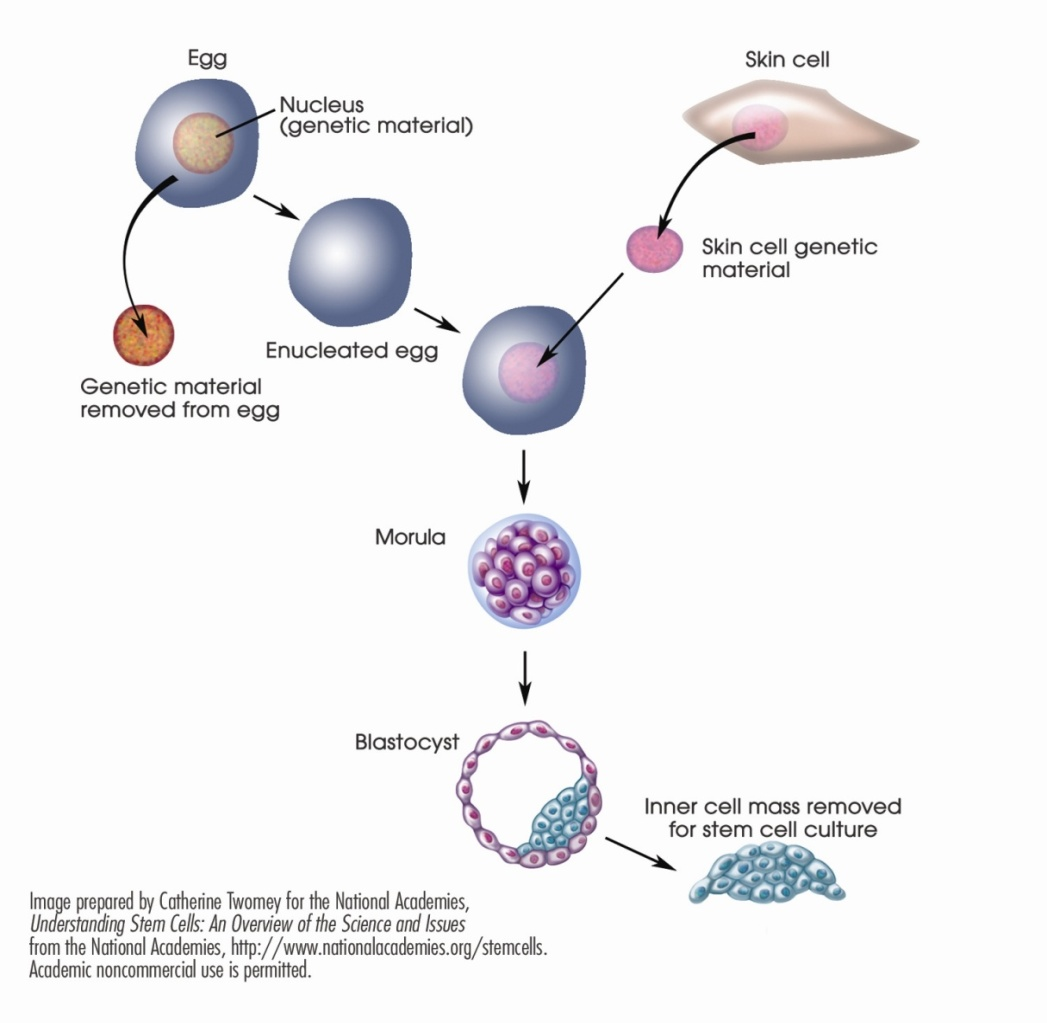 Egg
Skin cell
Nucleus
(genetic material)
Skin cell genetic
material
Enucleated egg
Genetic material
removed from egg
Morula
Blastocyst
Inner cell mass removed
for stem cell culture
Image prepared by Catherine Twomey for the National Academies,
Understanding Stem Cells: An Overview of the Science and Issues
from the National Academies, http://www.nationalacademies.org/stemcells.
Academic noncommercial use is permitted.